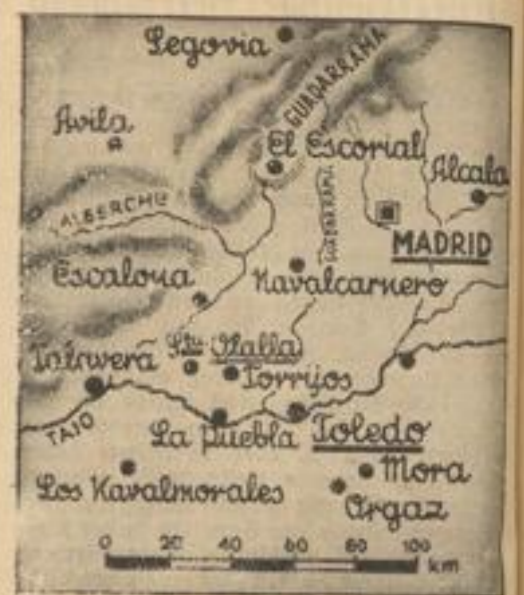 Segovia
GUADARRAMA
Avila
El Escorial
Alcala
ALBERCHE
GUADARRAMA
MADRID
Escalona
Navalcarnero
Talavera
Sta Olalla
Torrijos
TAJO
La Puebla
Toledo
Mora
Los Navalmorales
Orgaz
0 20 40 60 80 100 km